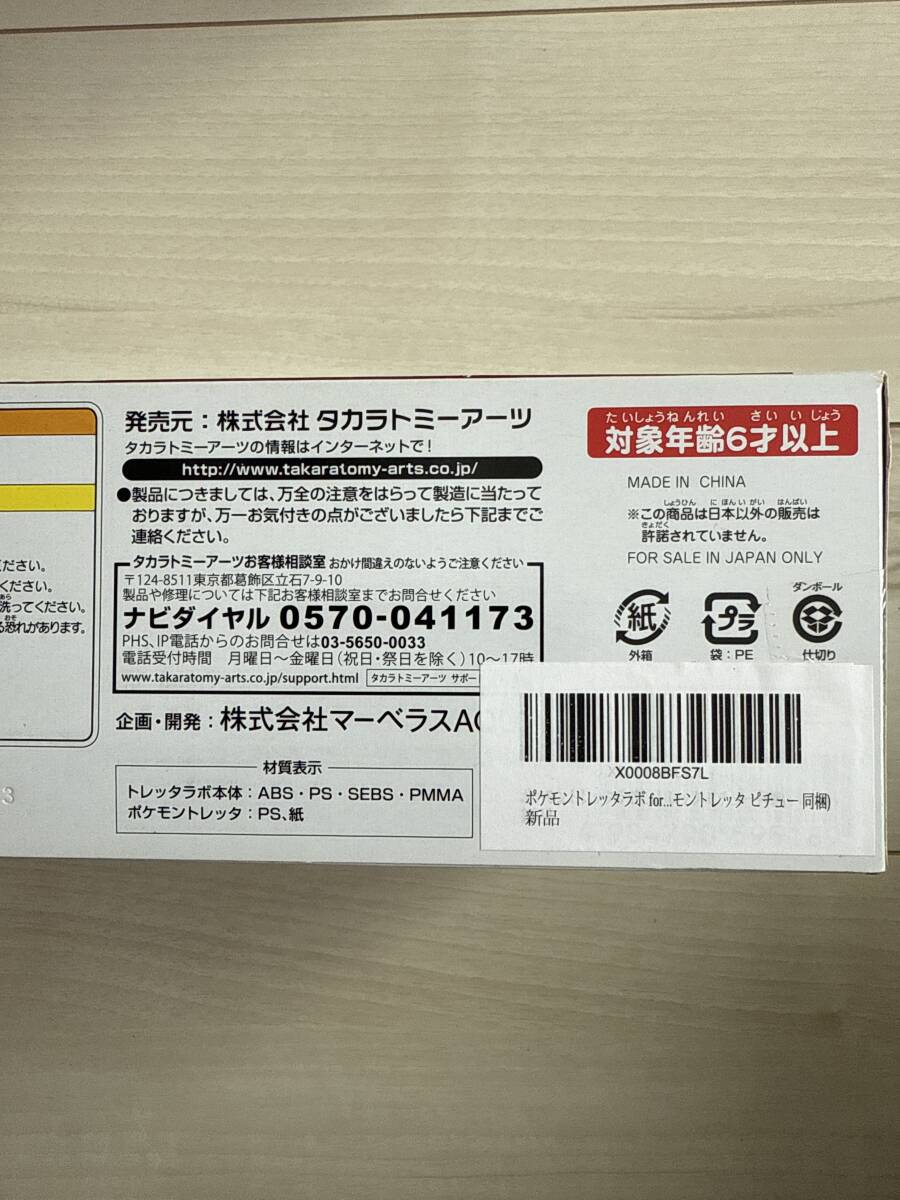 ださい。
ください。
あら
洗ってください。
おそ
る恐れがあります。
3
発売元：株式会社 タカラトミーアーツ
タカラトミーアーツの情報はインターネットで！
http://www.takaratomy-arts.co.jp/
●製品につきましては、万全の注意をはらって製造に当たって
おりますが、万一お気付きの点がございましたら下記までご
連絡ください。
タカラトミーアーツお客様相談室 おかけ間違えのないようご注意ください
〒124-8511東京都葛飾区立石7-9-10
製品や修理については下記お客様相談室までお問合せください
ナビダイヤル 0570-041173
PHS、IP電話からのお問合せは03-5650-0033
電話受付時間 月曜日〜金曜日(祝日・祭日を除く)10〜17時
www.takaratomy-arts.co.jp/support.html タカラトミーアーツ サポー
企画・開発：株式会社マーベラスAQ
材質表示
トレッタラボ本体：ABS・PS・SEBS・PMMA
ポケモントレッタ：PS、紙
たいしょうねんれい さいいじょう
対象年齢6才以上
MADE IN CHINA
しょうひん にほんいがい はんばい
※この商品は日本以外の販売は
きょだく
許諾されていません。
FOR SALE IN JAPAN ONLY
ダンボール
紙 プラ
外箱 袋：PE 仕切り
X0008BFS7L
ポケモントレッタラボ for...モントレッタ ピチュー 同梱)
新品